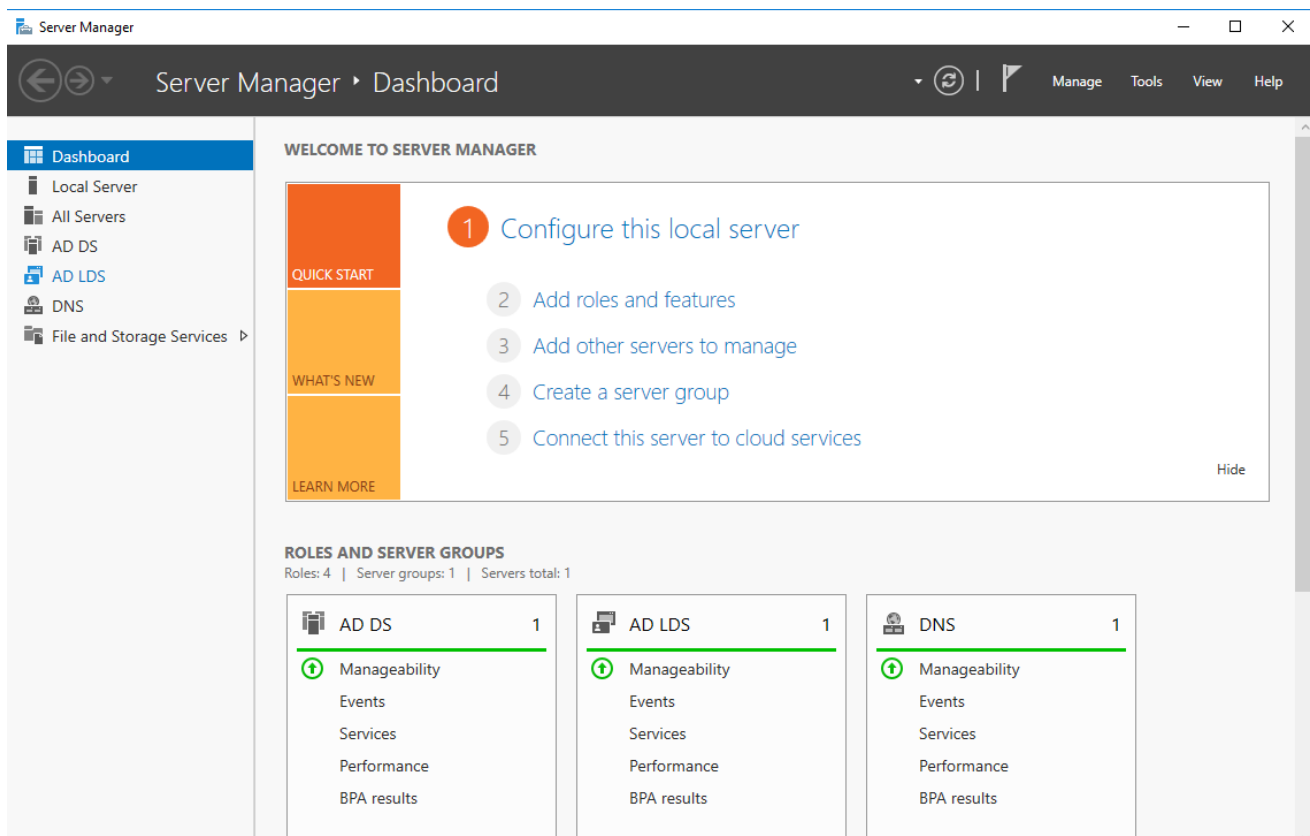 Server Manager
Server Manager ‣ Dashboard
Manage Tools View Help
Dashboard
Local Server
All Servers
AD DS
AD LDS
DNS
File and Storage Services
WELCOME TO SERVER MANAGER
QUICK START
WHAT'S NEW
LEARN MORE
1 Configure this local server
2 Add roles and features
3 Add other servers to manage
4 Create a server group
5 Connect this server to cloud services
Hide
ROLES AND SERVER GROUPS
Roles: 4 | Server groups: 1 | Servers total: 1
AD DS 1
Manageability
Events
Services
Performance
BPA results
AD LDS 1
Manageability
Events
Services
Performance
BPA results
DNS 1
Manageability
Events
Services
Performance
BPA results